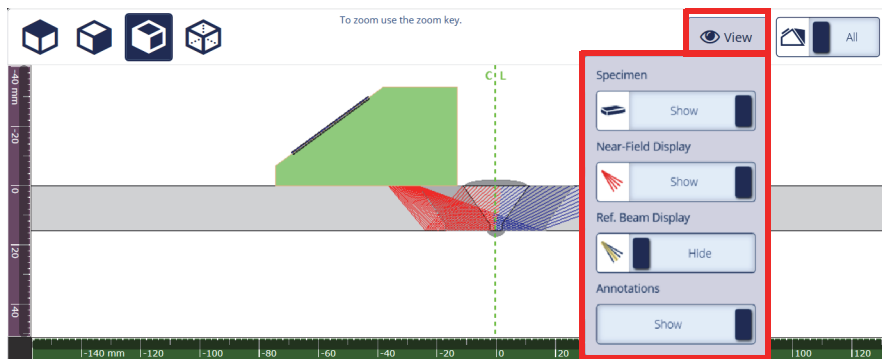 To zoom use the zoom key.
View
All
Specimen
Show
Near-Field Display
Show
Ref. Beam Display
Hide
Annotations
Show
C L
-40 mm
-20
0
20
40
-140 mm
-120
-100
-80
-60
-40
-20
0
20
100
120